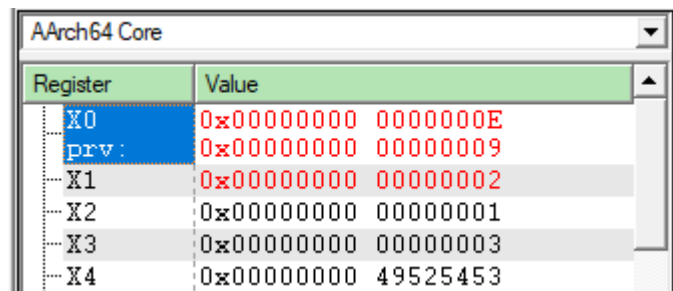 AArch64 Core
Register Value
X0 0x00000000 0000000E
prv: 0x00000000 00000009
X1 0x00000000 00000002
X2 0x00000000 00000001
X3 0x00000000 00000003
X4 0x00000000 49525453